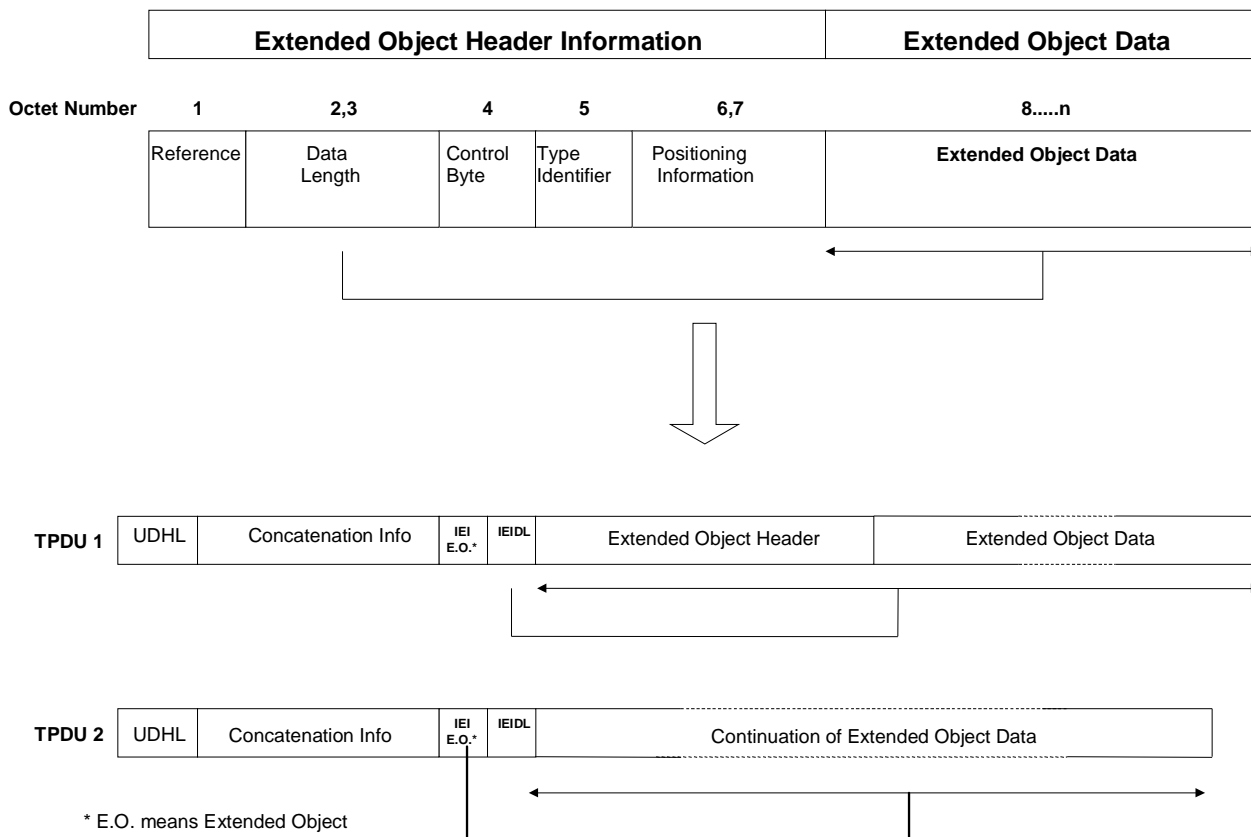 Extended Object Header Information Extended Object Data
Octet Number 1 2,3 4 5 6,7 8.....n
Reference Data Length Control Byte Type Identifier Positioning Information Extended Object Data
TPDU 1 UDHL Concatenation Info IEI E.O.* IEIDL Extended Object Header Extended Object Data
TPDU 2 UDHL Concatenation Info IEI E.O.* IEIDL Continuation of Extended Object Data
* E.O. means Extended Object